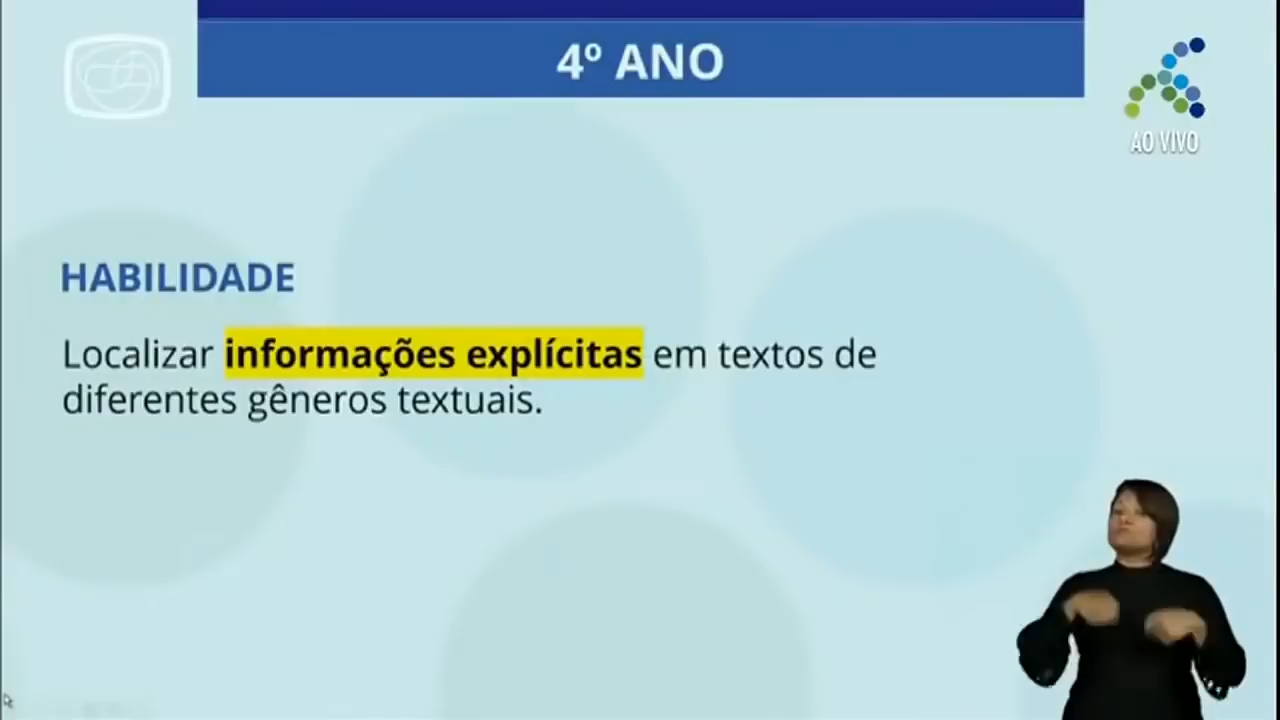 4º ANO
AO VIVO
HABILIDADE
Localizar informações explícitas em textos de
diferentes gêneros textuais.